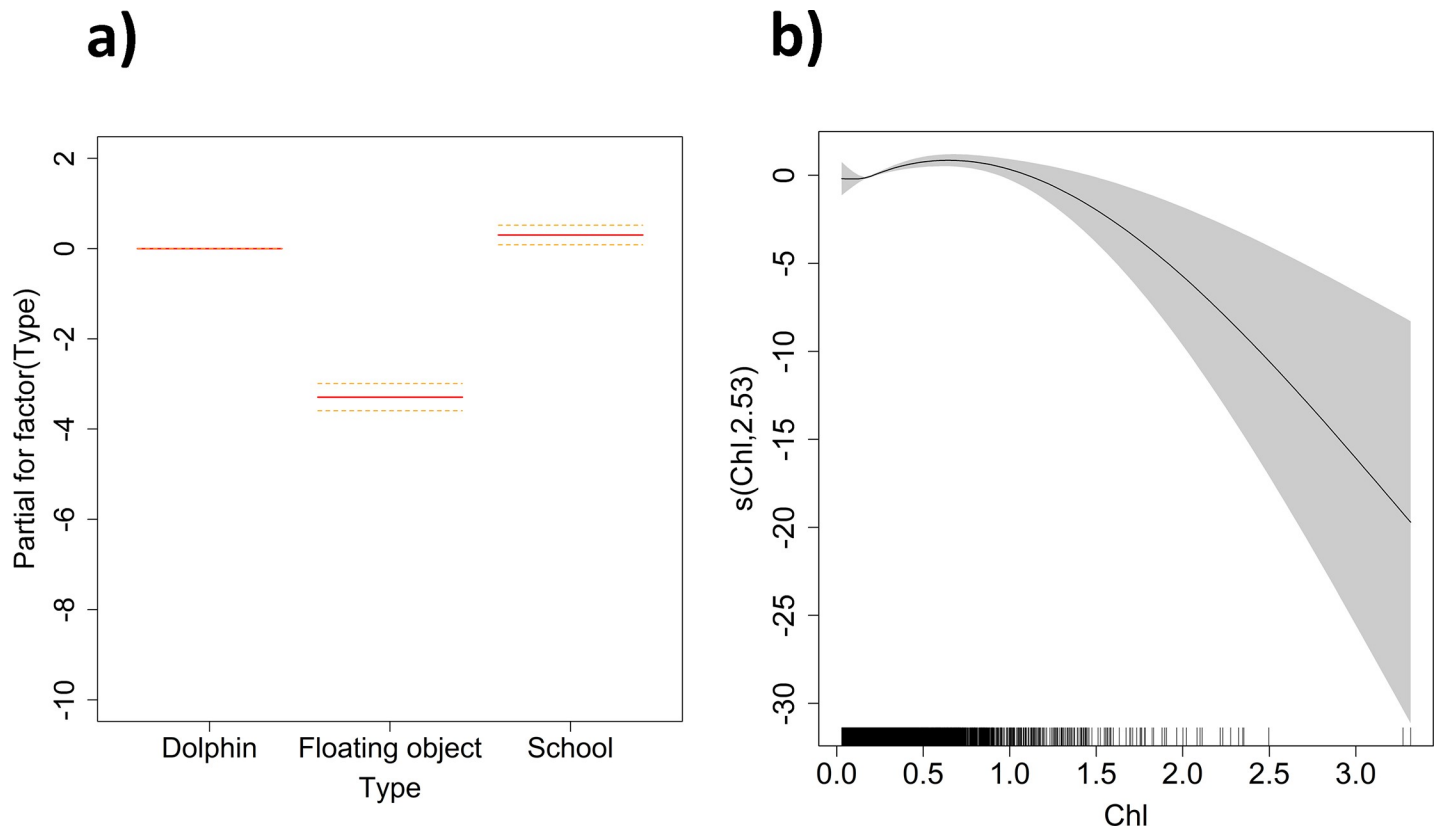 a)
2
0
-2
-4
-6
-8
-10
Partial for factor(Type)
Dolphin Floating object School
Type
b)
0
-5
-10
-15
-20
-25
-30
s(Chl,2.53)
0.0 0.5 1.0 1.5 2.0 2.5 3.0
Chl